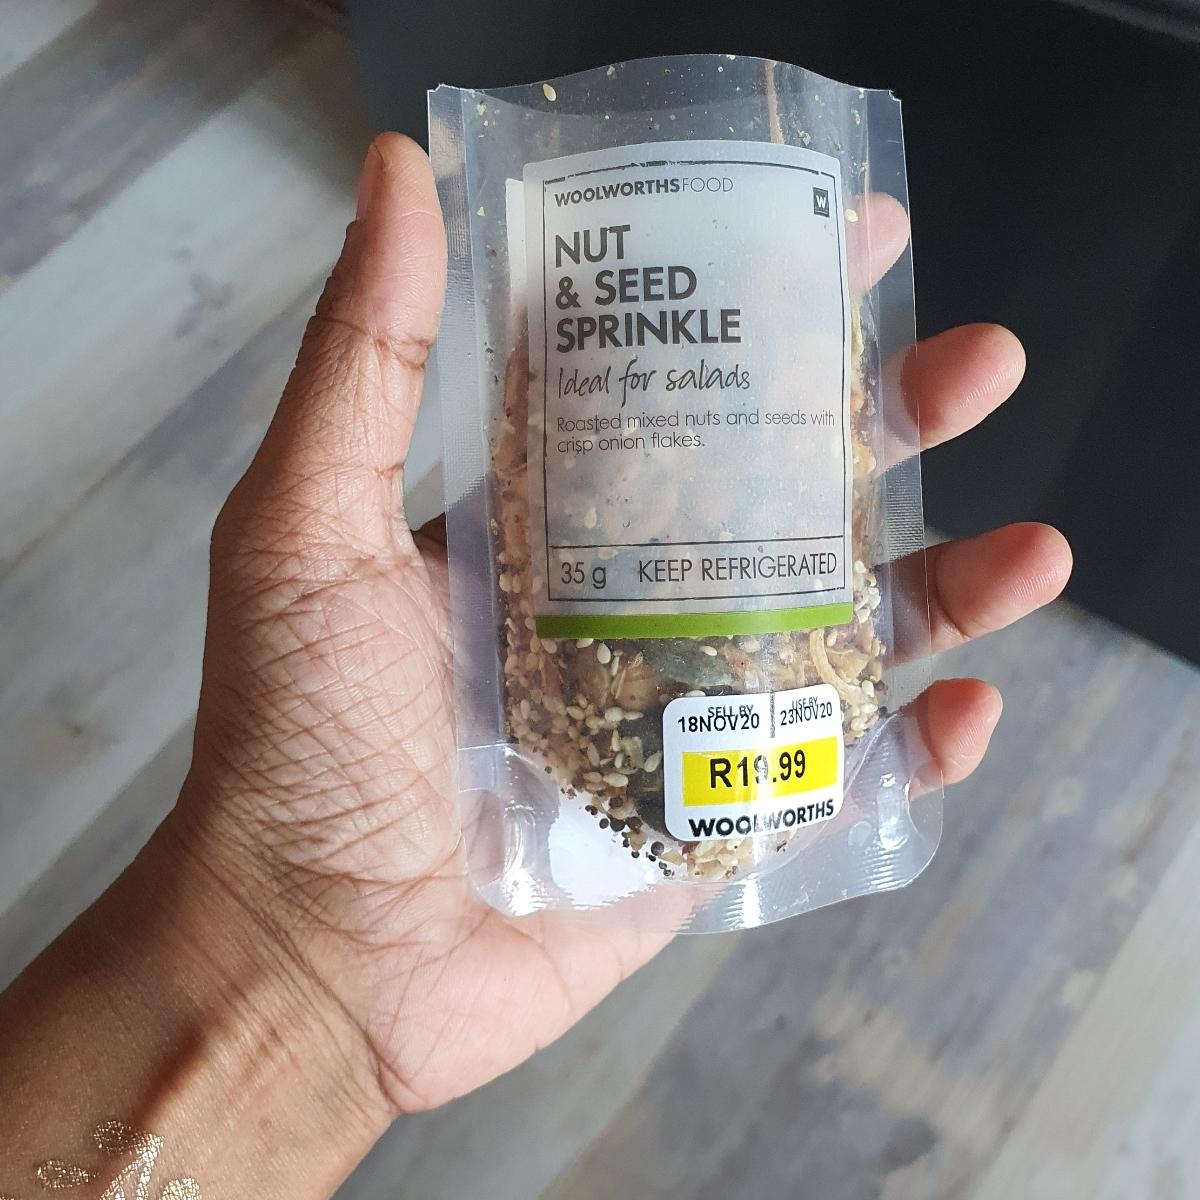 WOOLWORTHSFOOD
W
NUT
& SEED
SPRINKLE
Ideal for salads
Roasted mixed nuts and seeds with
crisp onion flakes.
35 g KEEP REFRIGERATED
SELL BY USE BY
18NOV20 23NOV20
R19.99
WOOLWORTHS